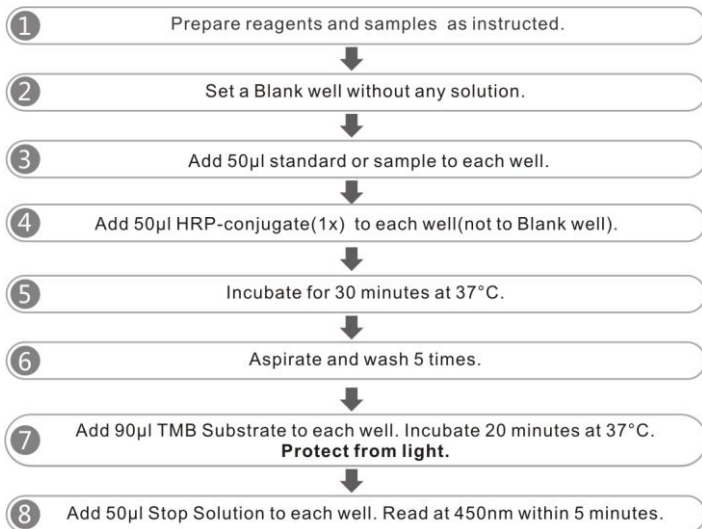 1 Prepare reagents and samples as instructed.
2 Set a Blank well without any solution.
3 Add 50μl standard or sample to each well.
4 Add 50μl HRP-conjugate(1x) to each well(not to Blank well).
5 Incubate for 30 minutes at 37°C.
6 Aspirate and wash 5 times.
7 Add 90μl TMB Substrate to each well. Incubate 20 minutes at 37°C.
Protect from light.
8 Add 50μl Stop Solution to each well. Read at 450nm within 5 minutes.